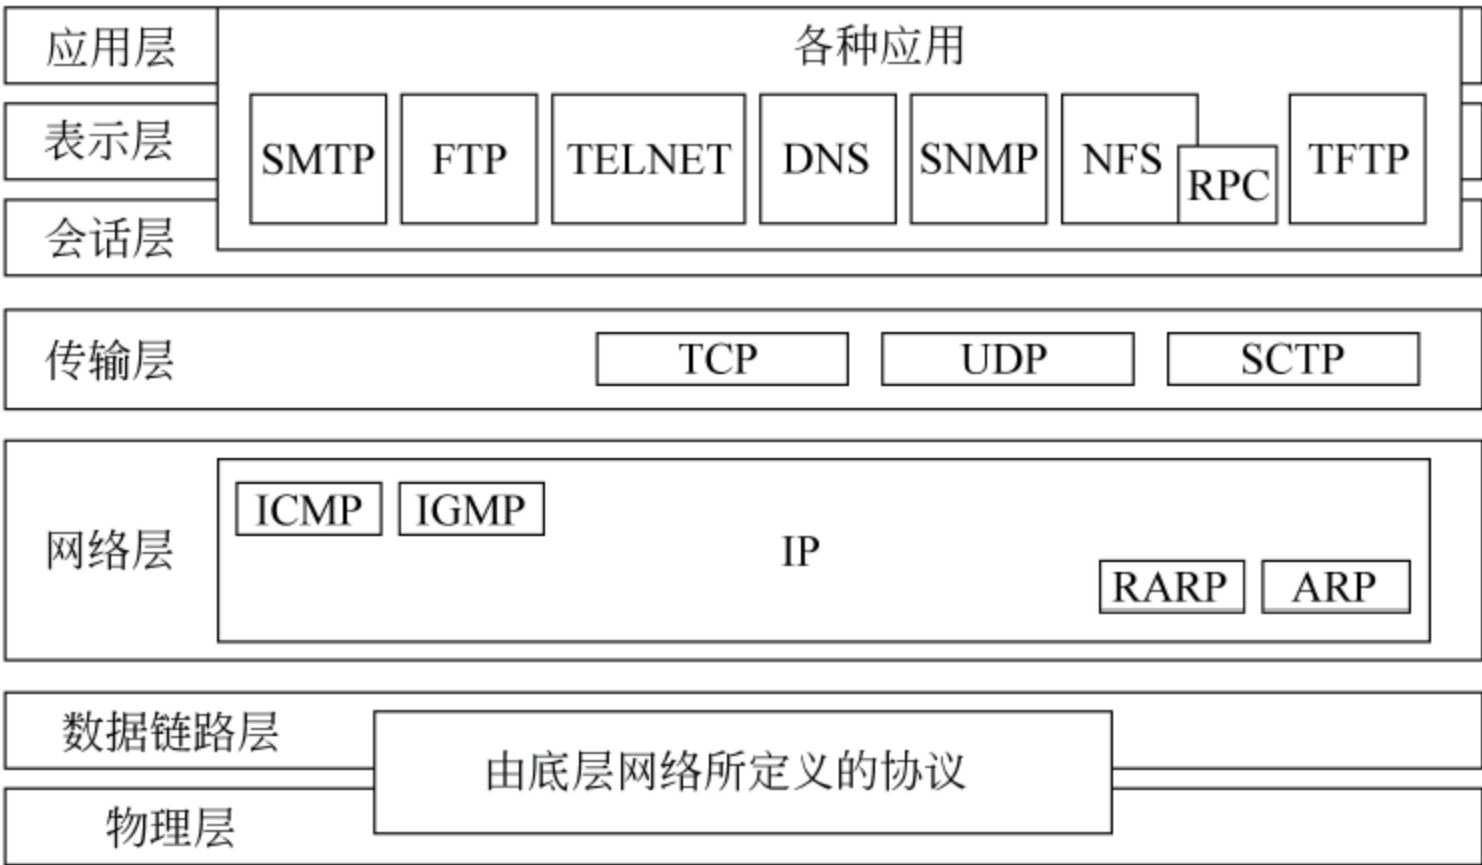 应用层
各种应用
表示层
SMTP
FTP
TELNET
DNS
SNMP
NFS
RPC
TFTP
会话层
传输层
TCP
UDP
SCTP
网络层
ICMP
IGMP
IP
RARP
ARP
数据链路层
由底层网络所定义的协议
物理层